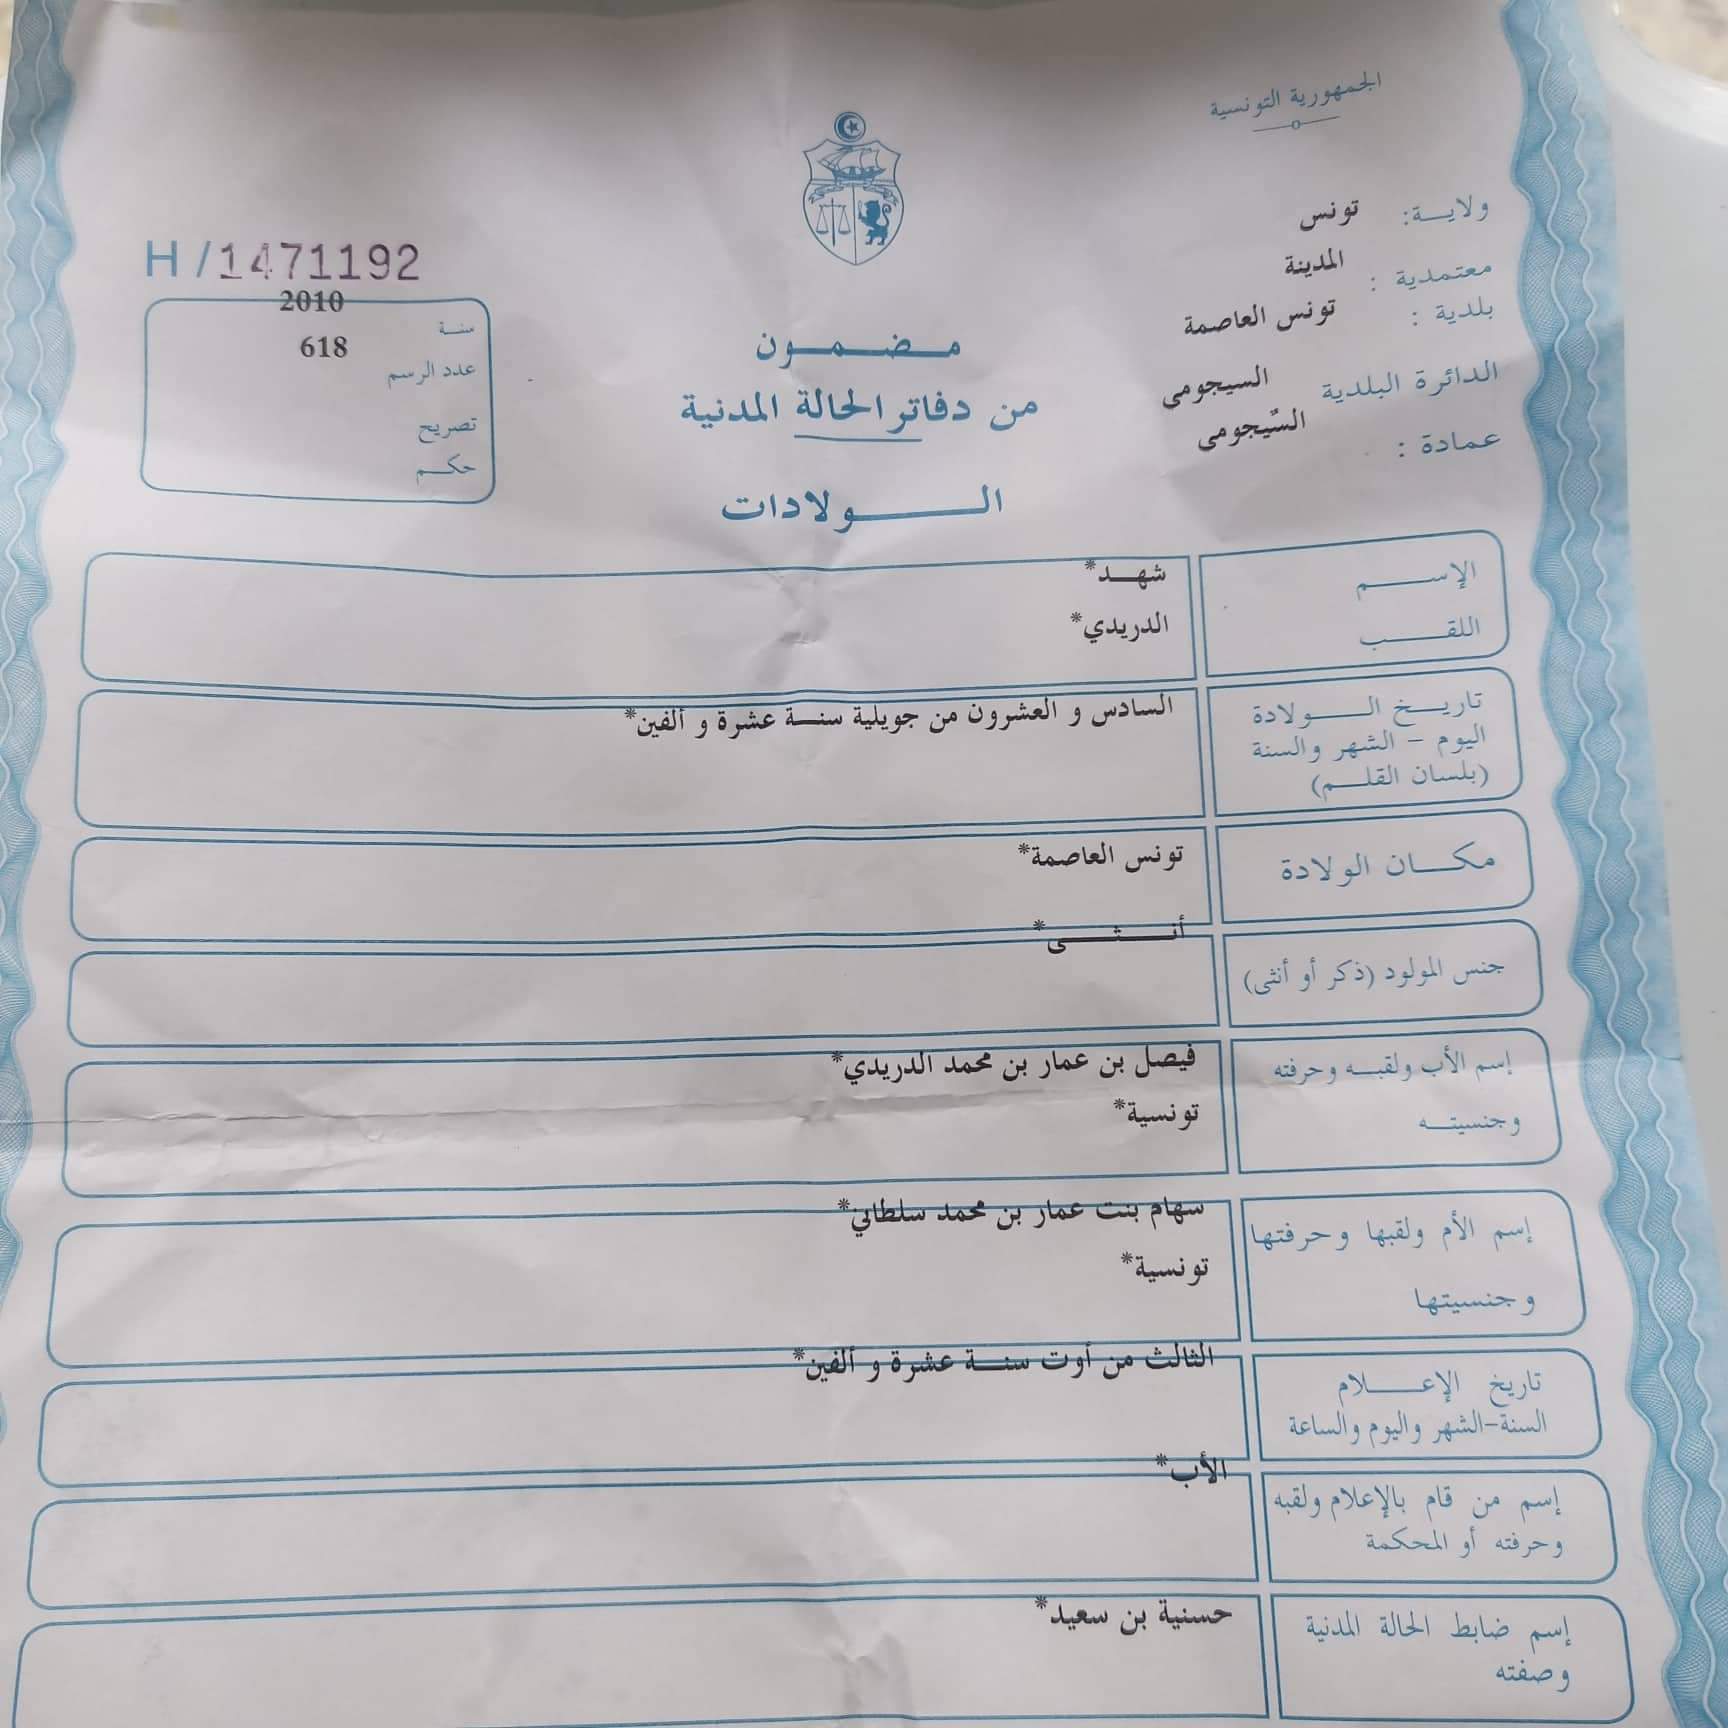 الجمهورية التونسية
ولاية: تونس
معتمدية : المدينة
بلدية : تونس العاصمة
الدائرة البلدية السيجومى
عمادة : السّيجومى
H/1471192
سنة 2010
عدد الرسم 618
تصريح
حكم
مضمون
من دفاتر الحالة المدنية
الولادات
الإسم شهد*
اللقب الدريدي*
تاريخ الولادة السادس و العشرون من جويلية سنة عشرة و ألفين*
اليوم - الشهر والسنة
(بلسان القلم)
مكان الولادة تونس العاصمة*
جنس المولود (ذكر أو أنثى) أنثى*
إسم الأب ولقبه وحرفته فيصل بن عمار بن محمد الدريدي*
وجنسيته تونسية*
إسم الأم ولقبها وحرفتها سهام بنت عمار بن محمد سلطاني*
وجنسيتها تونسية*
تاريخ الإعلام الثالث من أوت سنة عشرة و ألفين*
السنة-الشهر واليوم والساعة
إسم من قام بالإعلام ولقبه الأب*
وحرفته أو المحكمة
إسم ضابط الحالة المدنية حسنية بن سعيد*
وصفته